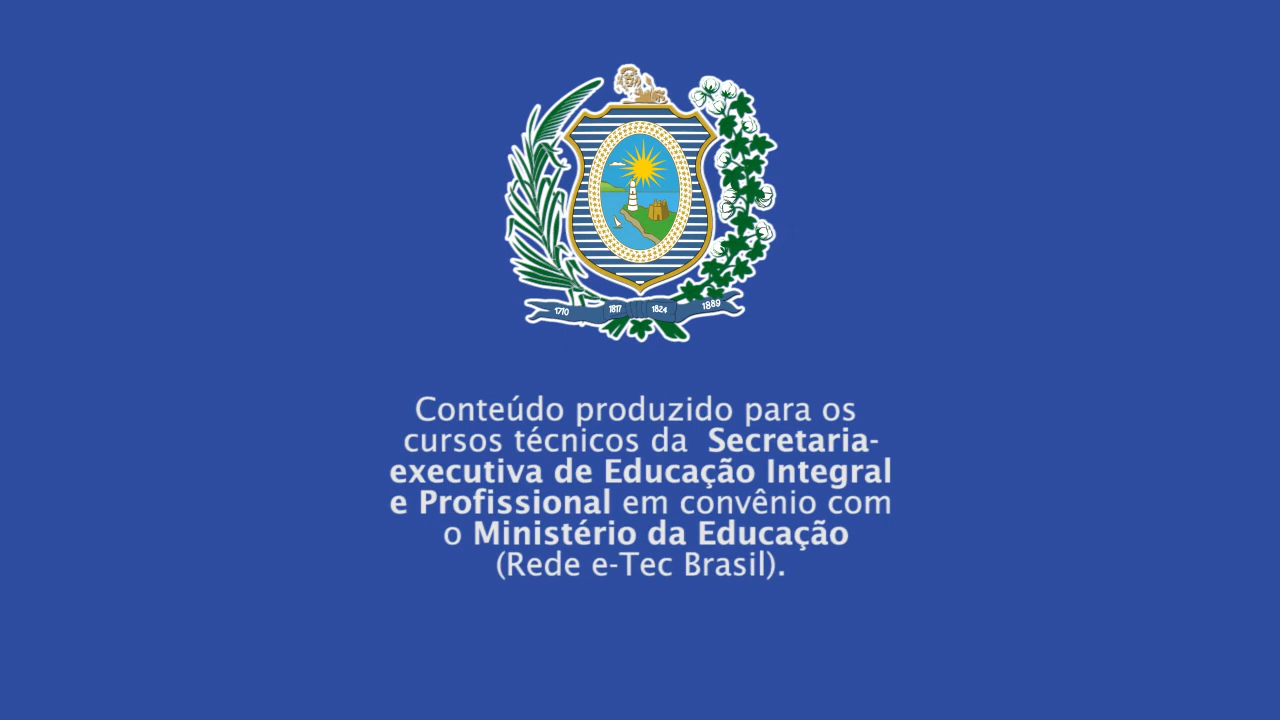 1710 1817 1824 1889
Conteúdo produzido para os
cursos técnicos da Secretaria-
executiva de Educação Integral
e Profissional em convênio com
o Ministério da Educação
(Rede e-Tec Brasil).